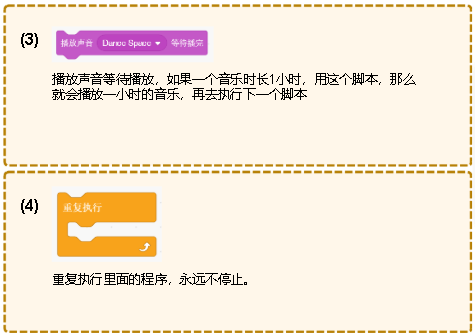 (3)
播放声音 Dance Space 等待播完
播放声音等待播放，如果一个音乐时长1小时，用这个脚本，那么
就会播放一小时的音乐，再去执行下一个脚本
(4)
重复执行
重复执行里面的程序，永远不停止。